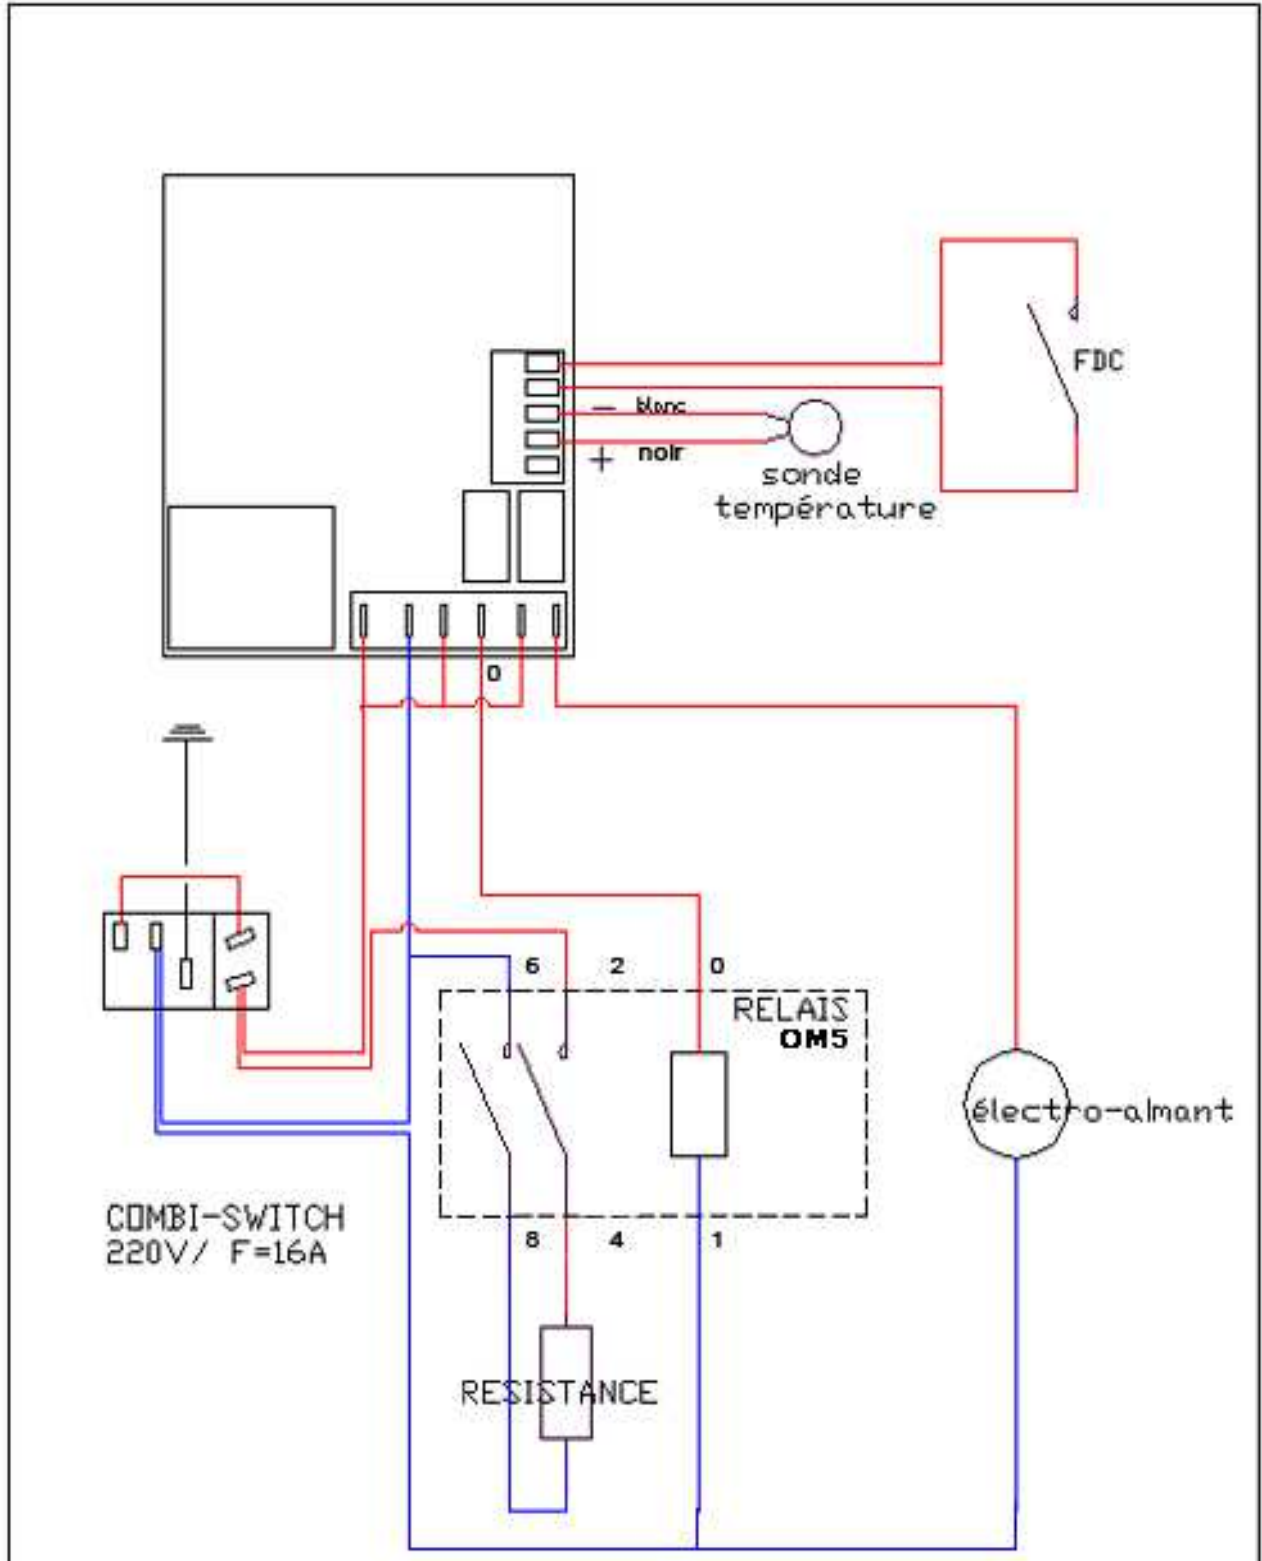 FDC
− blanc
+ noir
sonde
température
0
6 2 0
RELAIS
OM5
électro-aimant
COMBI-SWITCH
220V/ F=16A
8 4 1
RESISTANCE